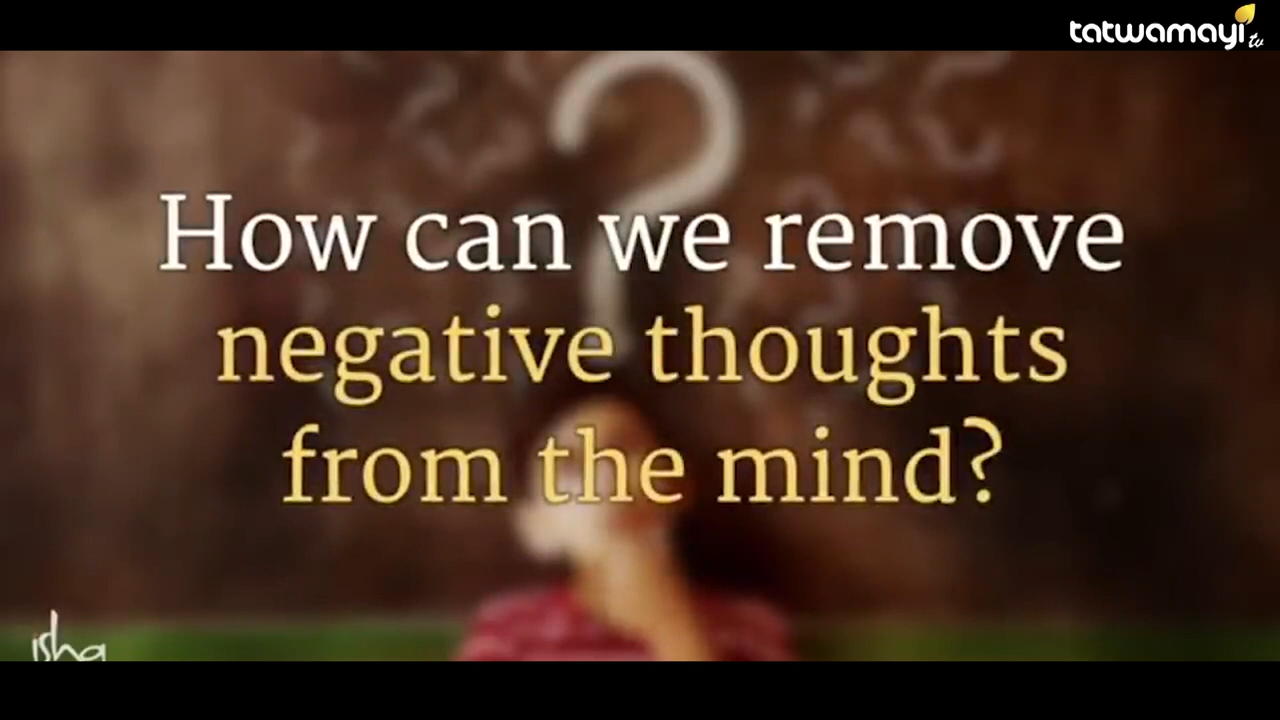 tatwamayi
tv
How can we remove
negative thoughts
from the mind?
isha